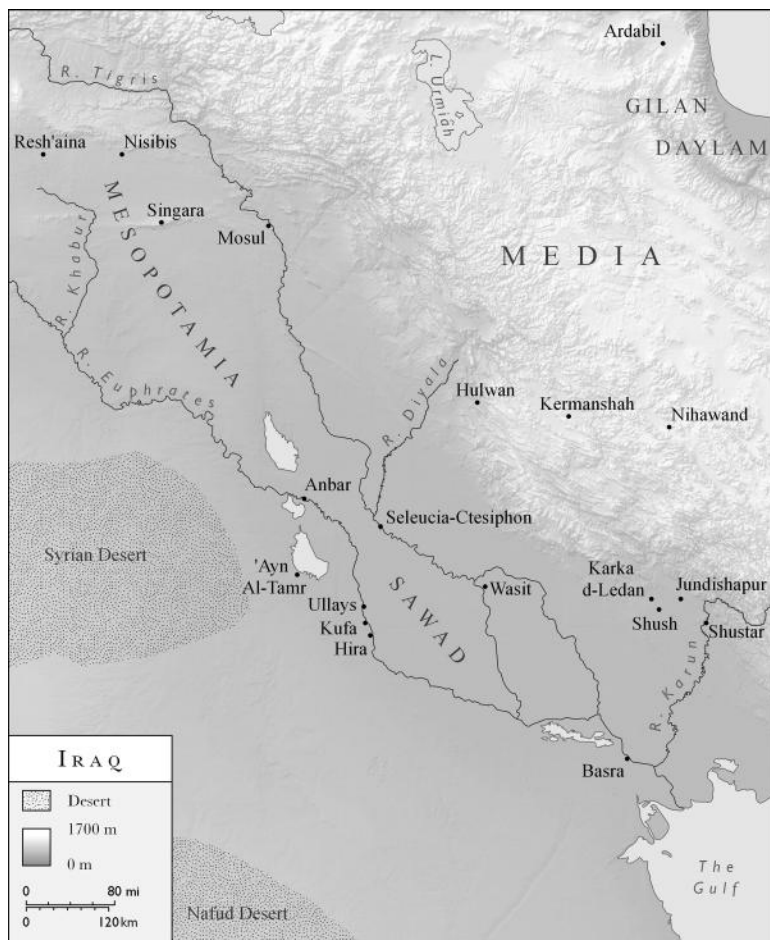 Ardabil
R. Tigris
L. Urmiah
GILAN
DAYLAM
Resh'aina
Nisibis
MESOPOTAMIA
Singara
Mosul
R. Khabur
MEDIA
R. Euphrates
R. Diyala
Hulwan
Kermanshah
Nihawand
Anbar
Seleucia-Ctesiphon
Syrian Desert
'Ayn
Al-Tamr
Ullays
Kufa
Hira
SAWAD
Wasit
Karka
d-Ledan
Jundishapur
Shush
Shustar
R. Karun
Basra
IRAQ
Desert
1700 m
0 m
0 80 mi
0 120 km
Nafud Desert
The
Gulf